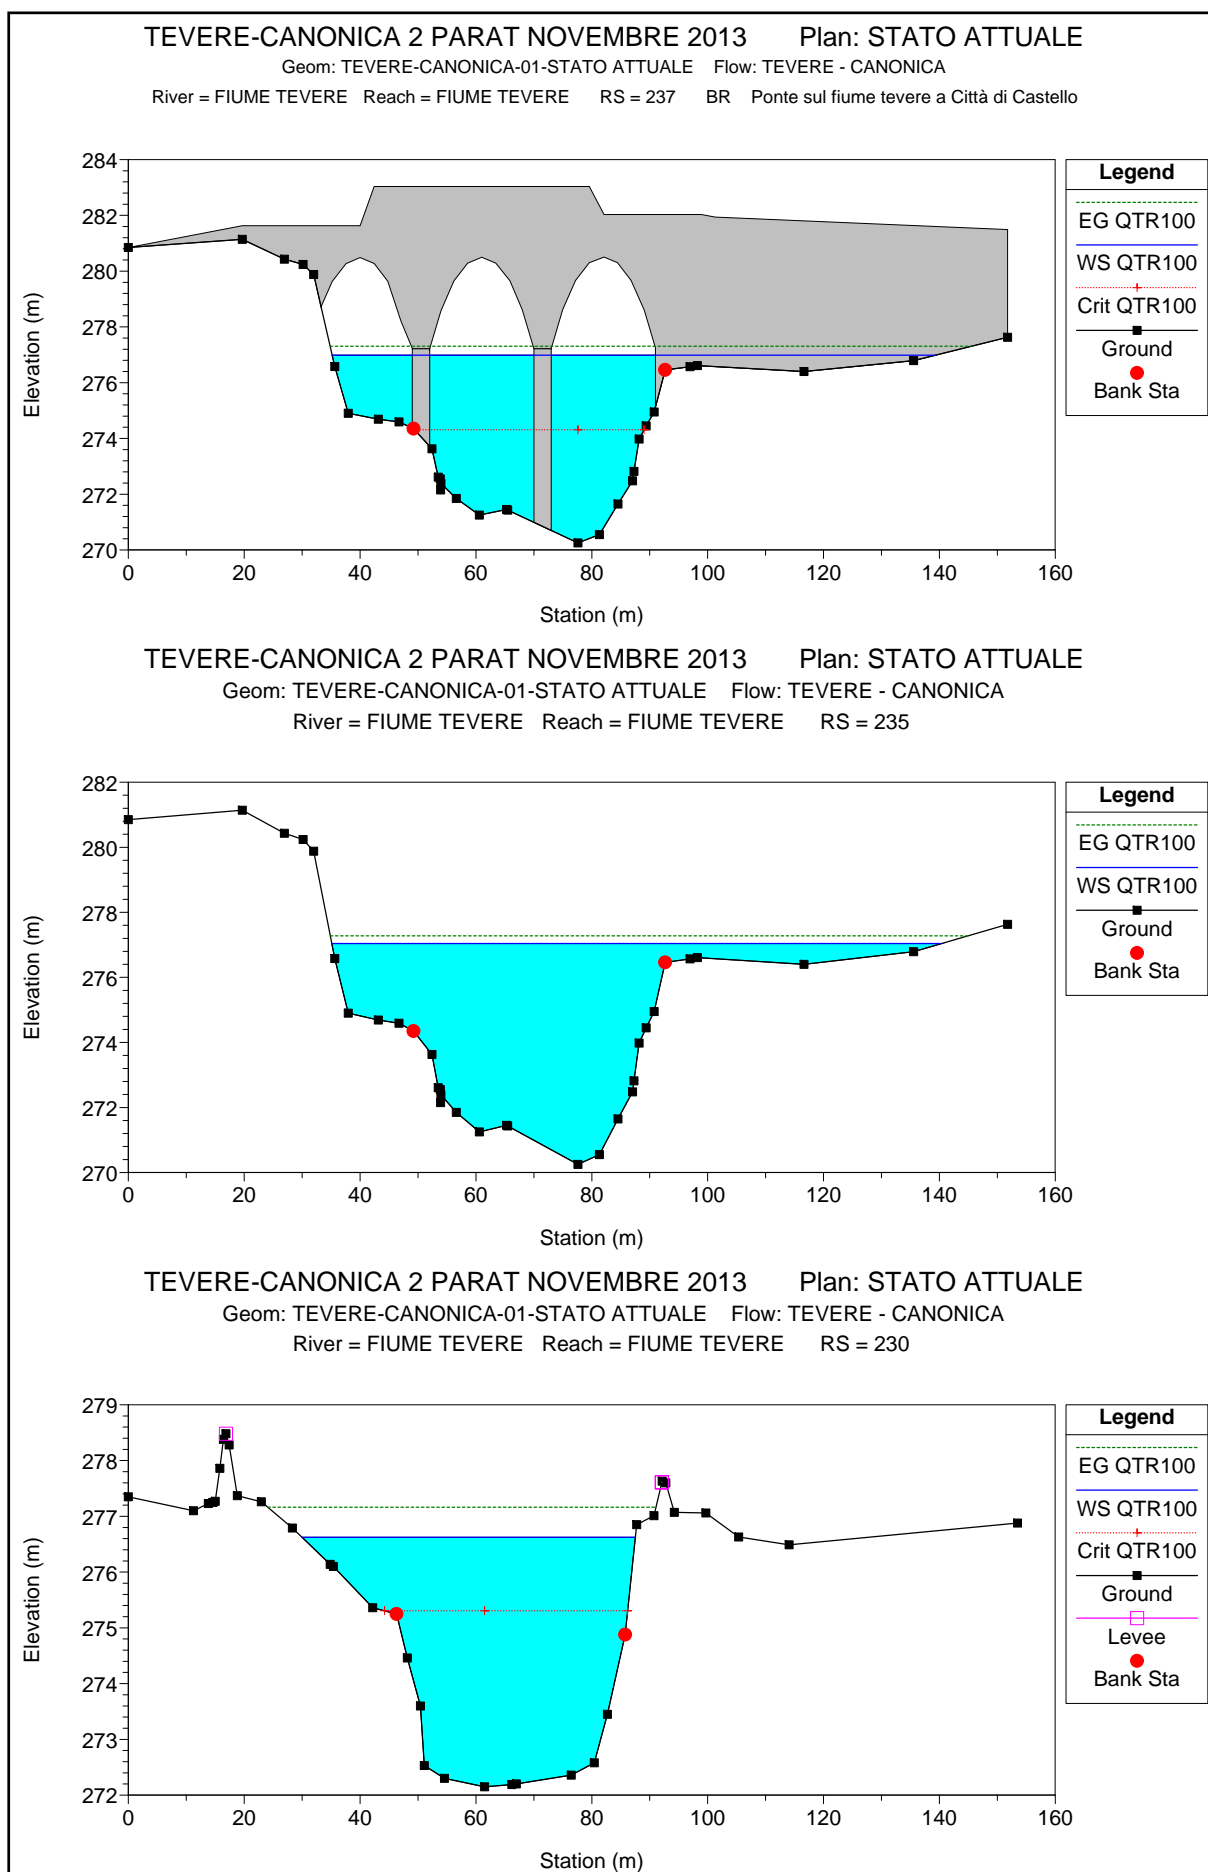 TEVERE-CANONICA 2 PARAT NOVEMBRE 2013 Plan: STATO ATTUALE
Geom: TEVERE-CANONICA-01-STATO ATTUALE Flow: TEVERE - CANONICA
River = FIUME TEVERE Reach = FIUME TEVERE RS = 237 BR Ponte sul fiume tevere a Città di Castello
284
282
280
278
276
274
272
270
Elevation (m)
0 20 40 60 80 100 120 140 160
Station (m)
Legend
EG QTR100
WS QTR100
Crit QTR100
Ground
Bank Sta
TEVERE-CANONICA 2 PARAT NOVEMBRE 2013 Plan: STATO ATTUALE
Geom: TEVERE-CANONICA-01-STATO ATTUALE Flow: TEVERE - CANONICA
River = FIUME TEVERE Reach = FIUME TEVERE RS = 235
282
280
278
276
274
272
270
Elevation (m)
0 20 40 60 80 100 120 140 160
Station (m)
Legend
EG QTR100
WS QTR100
Ground
Bank Sta
TEVERE-CANONICA 2 PARAT NOVEMBRE 2013 Plan: STATO ATTUALE
Geom: TEVERE-CANONICA-01-STATO ATTUALE Flow: TEVERE - CANONICA
River = FIUME TEVERE Reach = FIUME TEVERE RS = 230
279
278
277
276
275
274
273
272
Elevation (m)
0 20 40 60 80 100 120 140 160
Station (m)
Legend
EG QTR100
WS QTR100
Crit QTR100
Ground
Levee
Bank Sta